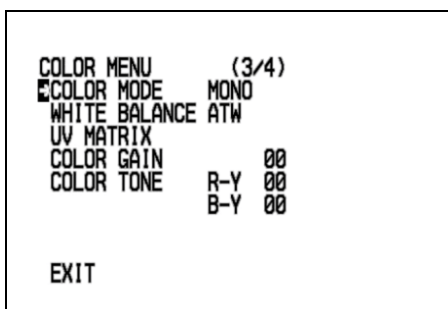 COLOR MENU (3/4)
COLOR MODE MONO
WHITE BALANCE ATW
UV MATRIX
COLOR GAIN 00
COLOR TONE R-Y 00
B-Y 00
EXIT